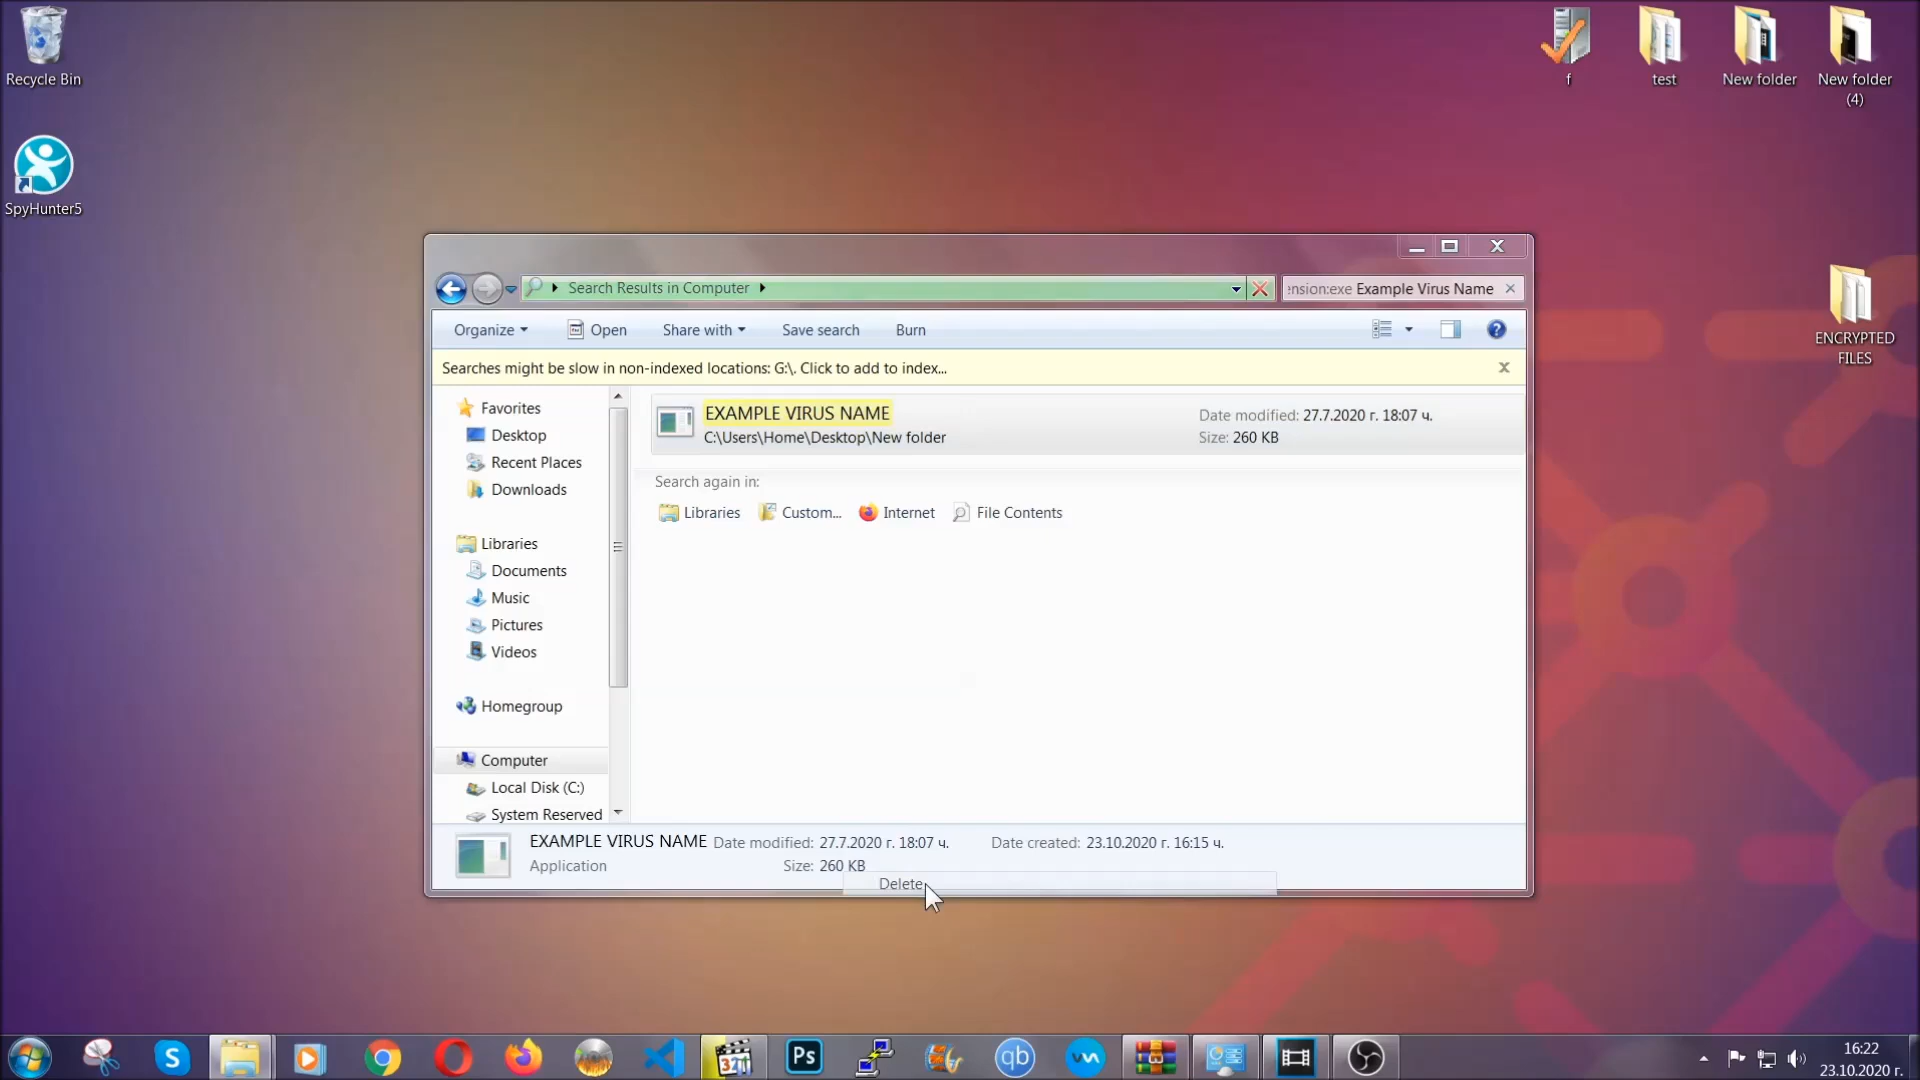 Recycle Bin
SpyHunter5
f
test
New folder
New folder
(4)
ENCRYPTED
FILES
Search Results in Computer
ension:exe Example Virus Name
Organize
Open
Share with
Save search
Burn
Searches might be slow in non-indexed locations: G:\. Click to add to index...
Favorites
Desktop
Recent Places
Downloads
Libraries
Documents
Music
Pictures
Videos
Homegroup
Computer
Local Disk (C:)
System Reserved
EXAMPLE VIRUS NAME
C:\Users\Home\Desktop\New folder
Date modified: 27.7.2020 г. 18:07 ч.
Size: 260 KB
Search again in:
Libraries
Custom...
Internet
File Contents
EXAMPLE VIRUS NAME Date modified: 27.7.2020 г. 18:07 ч. Date created: 23.10.2020 г. 16:15 ч.
Application Size: 260 KB
Delete
S
321
Ps
qb
16:22
23.10.2020 г.